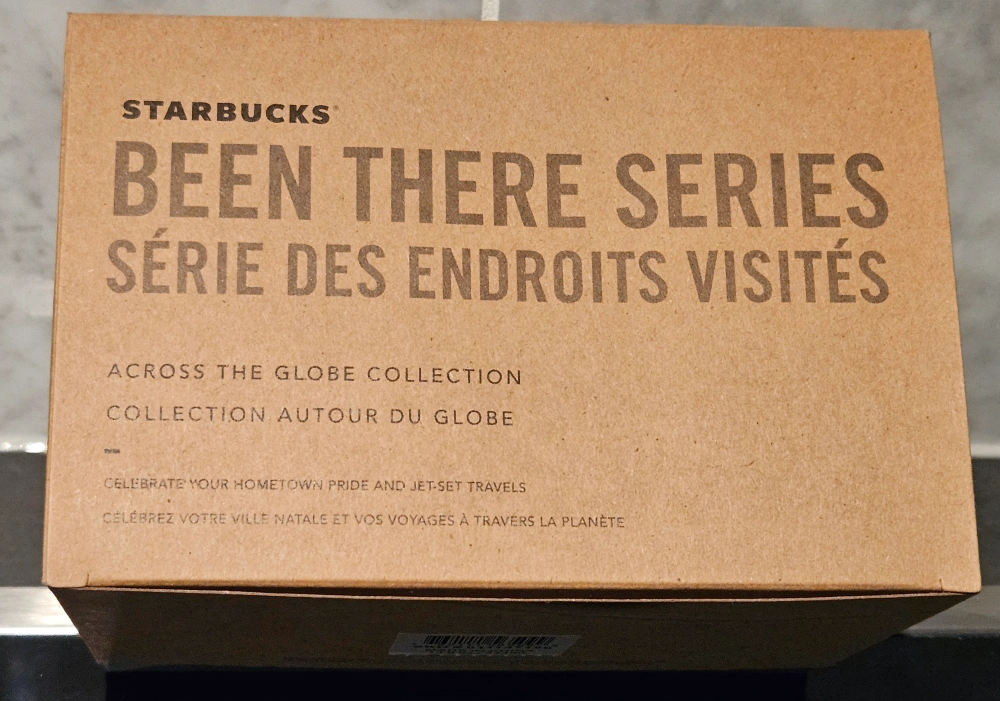 STARBUCKS®
BEEN THERE SERIES
SÉRIE DES ENDROITS VISITÉS
ACROSS THE GLOBE COLLECTION
COLLECTION AUTOUR DU GLOBE
CELEBRATE YOUR HOMETOWN PRIDE AND JET-SET TRAVELS
CÉLÉBREZ VOTRE VILLE NATALE ET VOS VOYAGES À TRAVERS LA PLANÈTE